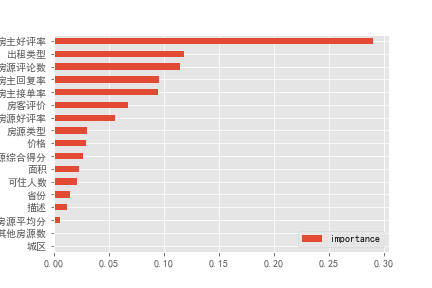 房主好评率
出租类型
房源评论数
房主回复率
房主接单率
房客评价
房源好评率
房源类型
价格
源综合得分
面积
可住人数
省份
描述
房源平均分
其他房源数
城区
importance
0.00 0.05 0.10 0.15 0.20 0.25 0.30